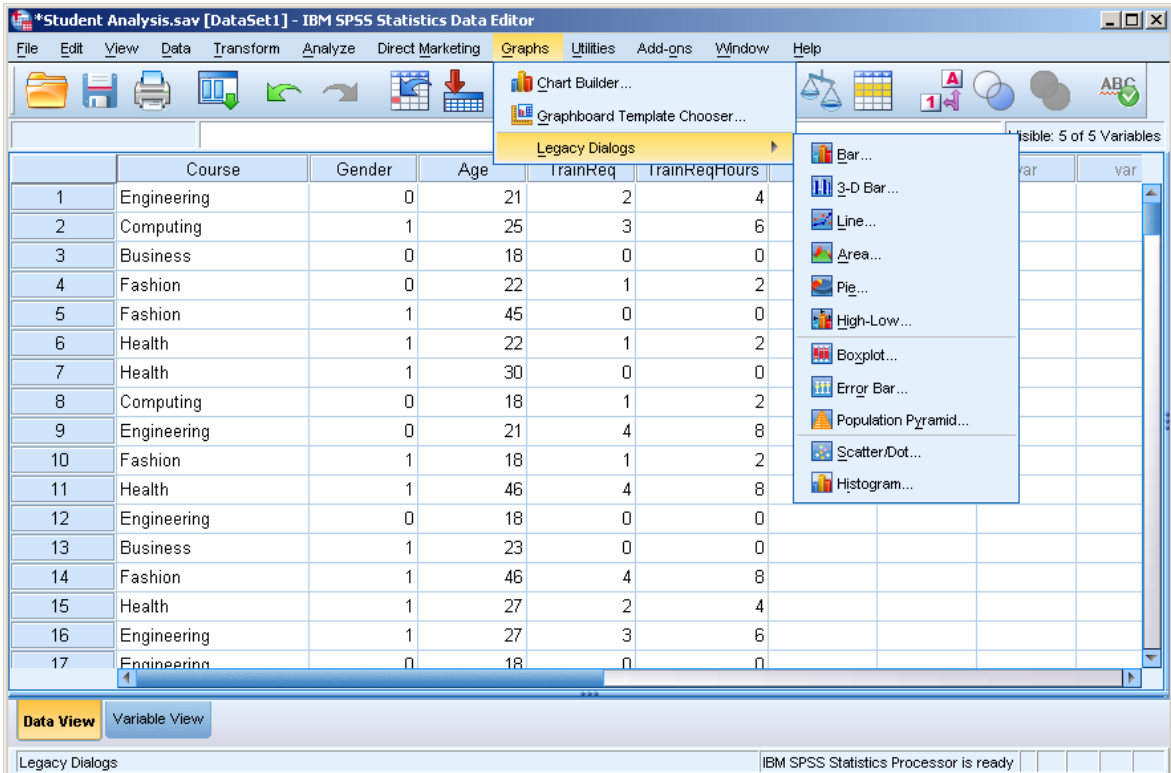 *Student Analysis.sav [DataSet1] - IBM SPSS Statistics Data Editor
File Edit View Data Transform Analyze Direct Marketing Graphs Utilities Add-ons Window Help
Chart Builder...
Graphboard Template Chooser...
Legacy Dialogs
A
1
ABC
isible: 5 of 5 Variables
Bar...
3-D Bar...
Line...
Area...
Pie...
High-Low...
Boxplot...
Error Bar...
Population Pyramid...
Scatter/Dot...
Histogram...
Course Gender Age TrainReq TrainReqHours var var
1 Engineering 0 21 2 4
2 Computing 1 25 3 6
3 Business 0 18 0 0
4 Fashion 0 22 1 2
5 Fashion 1 45 0 0
6 Health 1 22 1 2
7 Health 1 30 0 0
8 Computing 0 18 1 2
9 Engineering 0 21 4 8
10 Fashion 1 18 1 2
11 Health 1 46 4 8
12 Engineering 0 18 0 0
13 Business 1 23 0 0
14 Fashion 1 46 4 8
15 Health 1 27 2 4
16 Engineering 1 27 3 6
17 Engineering 0 18 0 0
Data View Variable View
Legacy Dialogs IBM SPSS Statistics Processor is ready